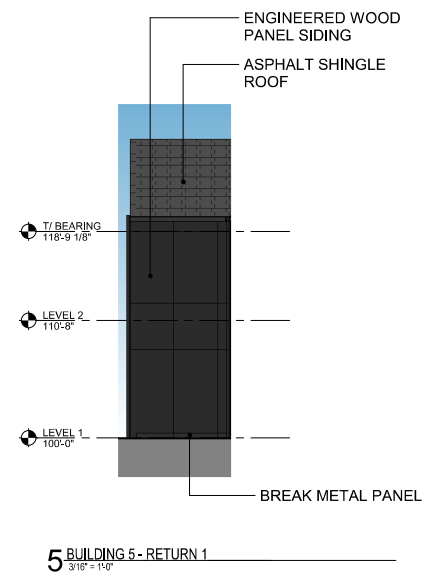 ENGINEERED WOOD
PANEL SIDING
ASPHALT SHINGLE
ROOF
T/ BEARING
118'-9 1/8"
LEVEL 2
110'-8"
LEVEL 1
100'-0"
BREAK METAL PANEL
5 BUILDING 5 - RETURN 1
3/16" = 1'-0"